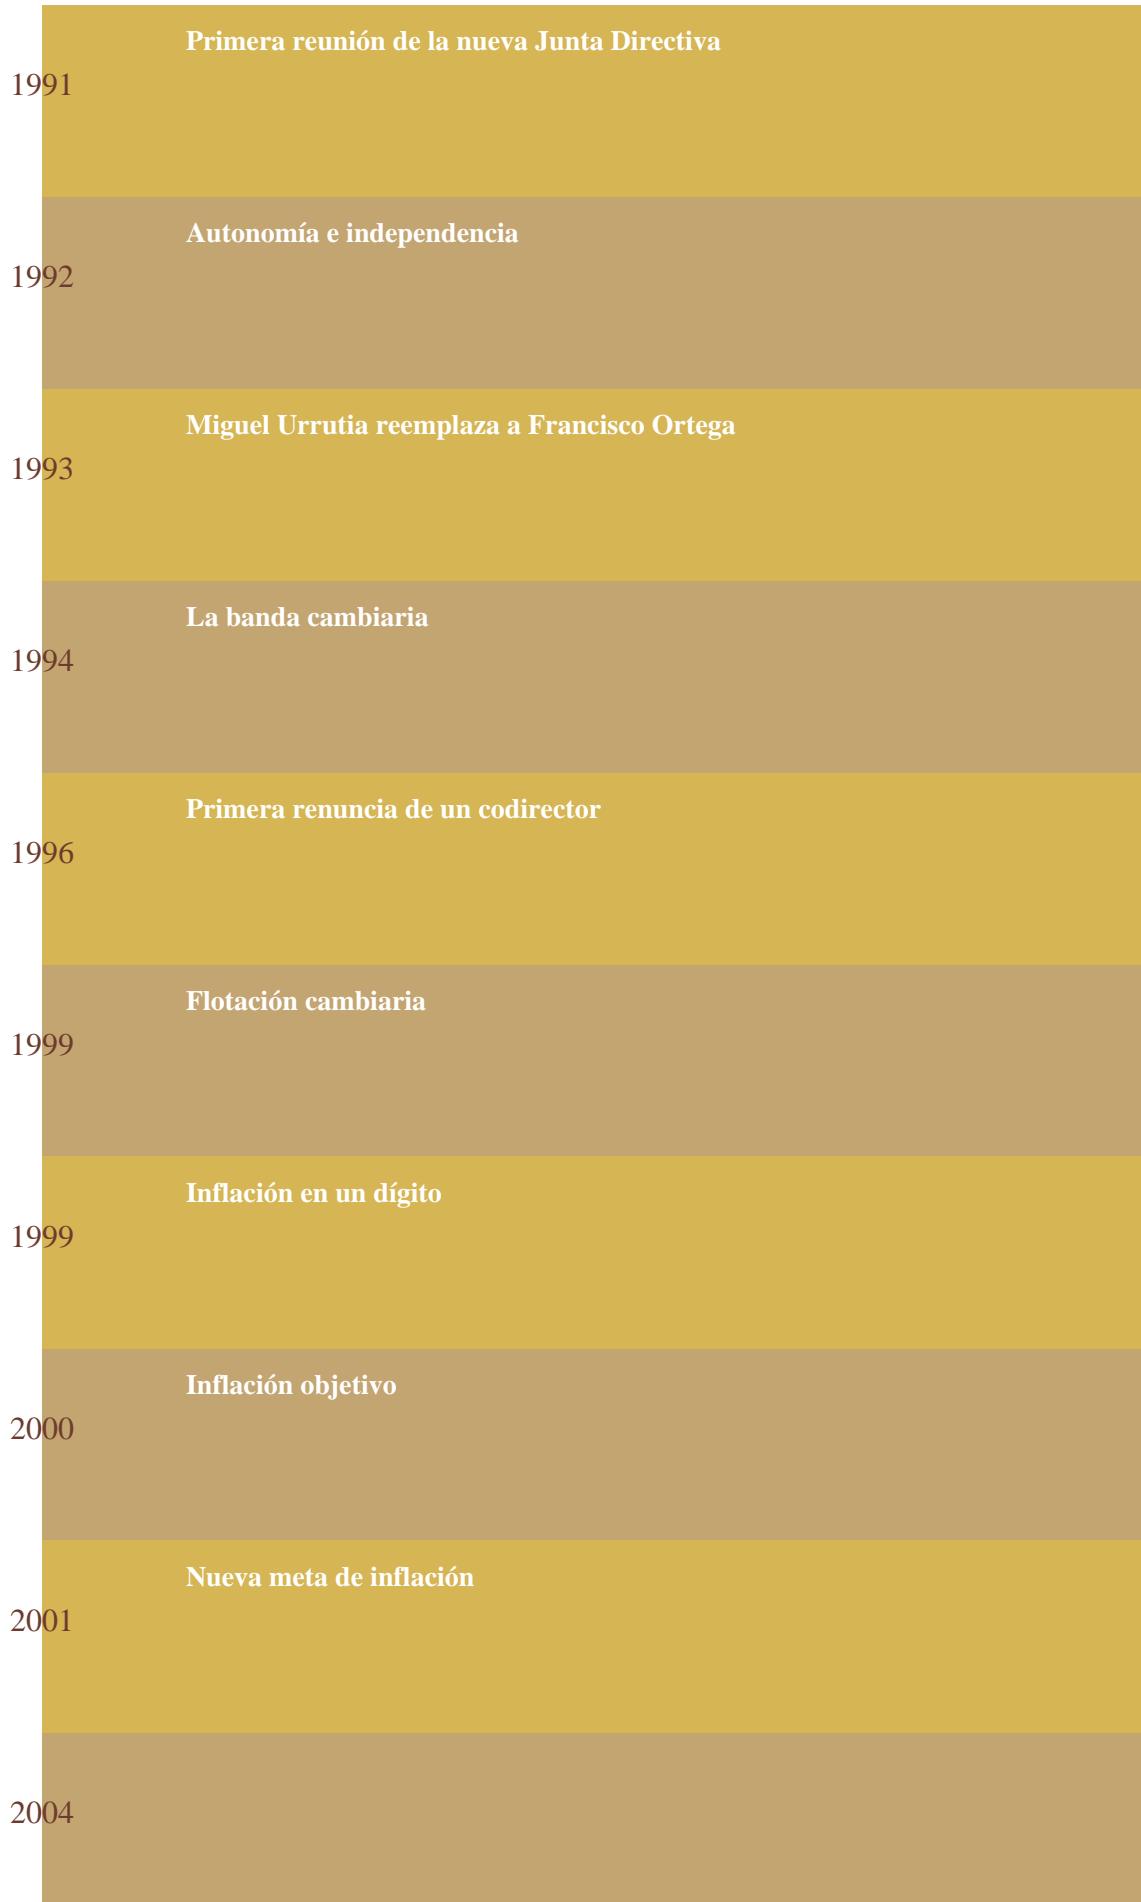 Primera reunión de la nueva Junta Directiva
1991
Autonomía e independencia
1992
Miguel Urrutia reemplaza a Francisco Ortega
1993
La banda cambiaria
1994
Primera renuncia de un codirector
1996
Flotación cambiaria
1999
Inflación en un dígito
1999
Inflación objetivo
2000
Nueva meta de inflación
2001
2004